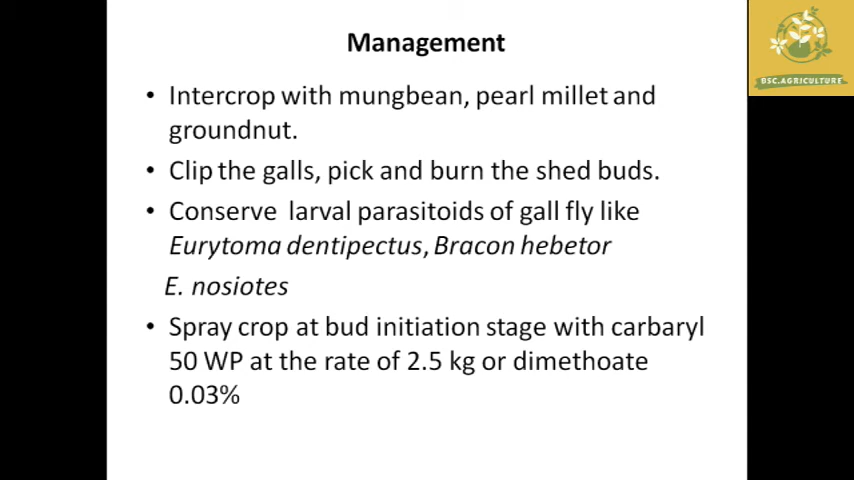 Management
BSC.AGRICULTURE
• Intercrop with mungbean, pearl millet and
groundnut.
• Clip the galls, pick and burn the shed buds.
• Conserve larval parasitoids of gall fly like
Eurytoma dentipectus, Bracon hebetor
E. nosiotes
• Spray crop at bud initiation stage with carbaryl
50 WP at the rate of 2.5 kg or dimethoate
0.03%